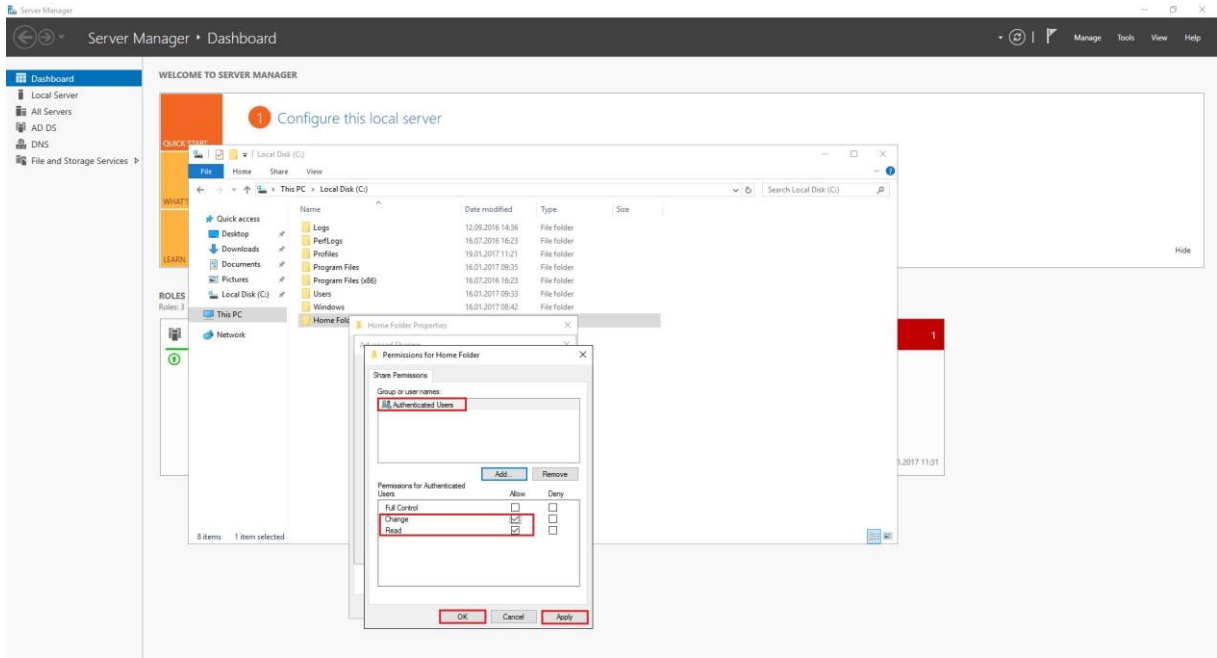 Server Manager
Server Manager ▸ Dashboard
Manage Tools View Help
Dashboard
Local Server
All Servers
AD DS
DNS
File and Storage Services
WELCOME TO SERVER MANAGER
1 Configure this local server
QUICK START
WHAT'S
LEARN
Hide
ROLES
Roles: 3
1
1.2017 11:31
Local Disk (C:)
File Home Share View
This PC > Local Disk (C:)
Search Local Disk (C:)
Quick access
Desktop
Downloads
Documents
Pictures
Local Disk (C:)
This PC
Network
Name Date modified Type Size
Logs 12.09.2016 14:36 File folder
PerfLogs 16.07.2016 16:23 File folder
Profiles 19.01.2017 11:21 File folder
Program Files 16.01.2017 09:35 File folder
Program Files (x86) 16.07.2016 16:23 File folder
Users 16.01.2017 09:33 File folder
Windows 16.01.2017 08:42 File folder
Home Fold
8 items 1 item selected
Home Folder Properties
Permissions for Home Folder
Share Permissions
Group or user names:
Authenticated Users
Add... Remove
Permissions for Authenticated
Users Allow Deny
Full Control
Change
Read
OK Cancel Apply